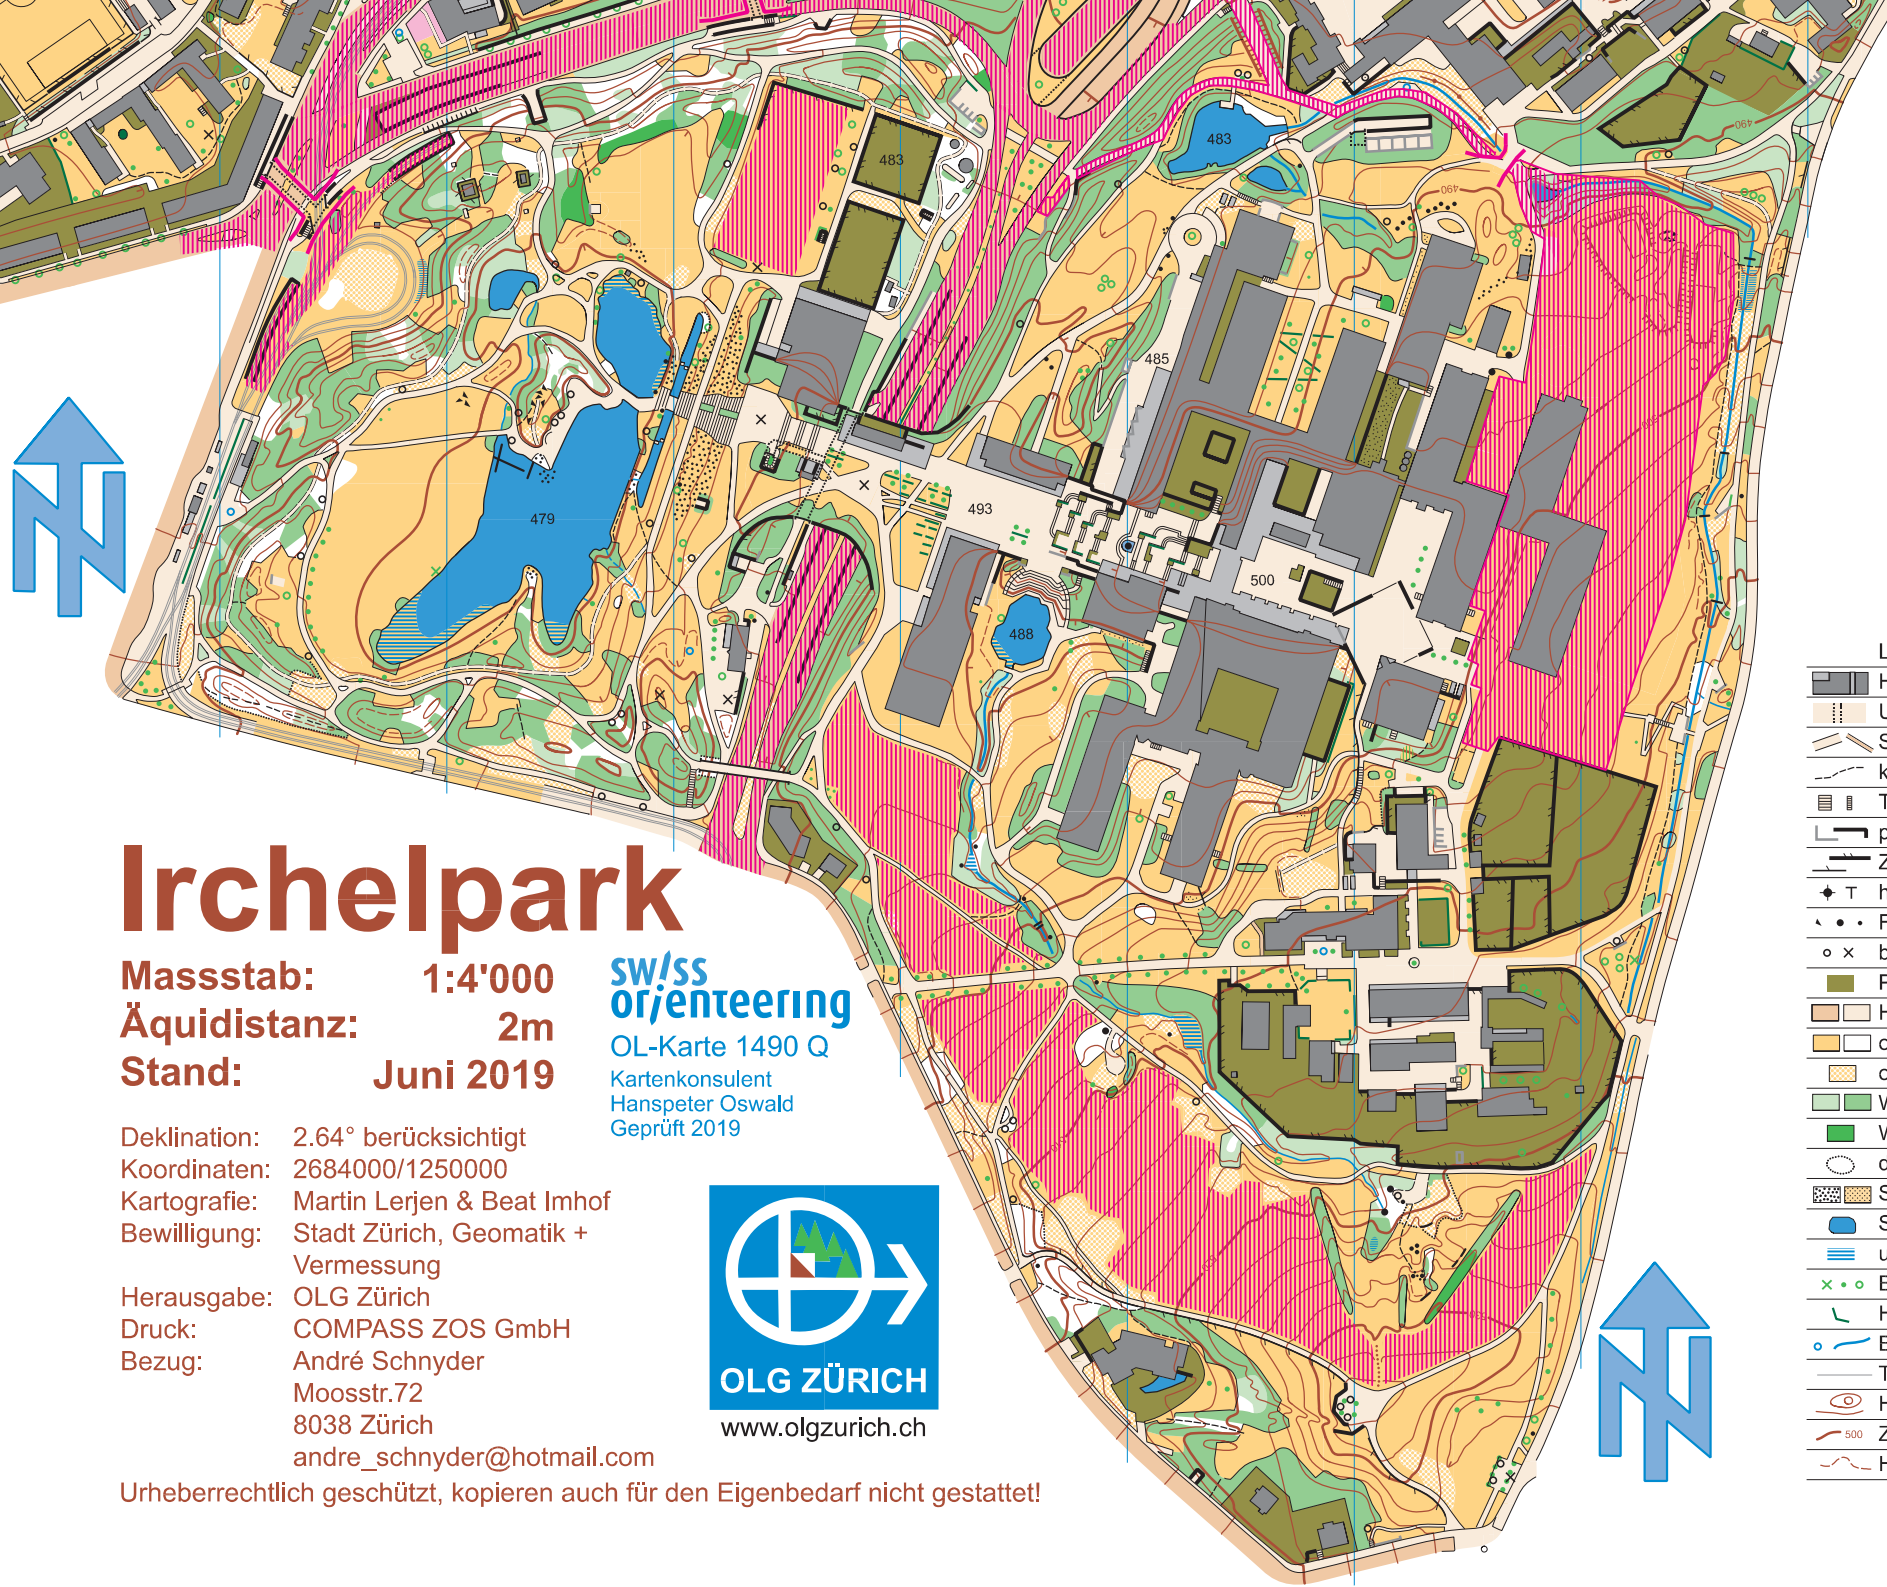 483
483
490
490
485
479
493
500
488
500
510
520
530
Irchelpark
Massstab: 1:4'000
Äquidistanz: 2m
Stand: Juni 2019
swiss
orienteering
OL-Karte 1490 Q
Kartenkonsulent
Hanspeter Oswald
Geprüft 2019
Deklination: 2.64° berücksichtigt
Koordinaten: 2684000/1250000
Kartografie: Martin Lerjen & Beat Imhof
Bewilligung: Stadt Zürich, Geomatik +
Vermessung
Herausgabe: OLG Zürich
Druck: COMPASS ZOS GmbH
Bezug: André Schnyder
Moosstr.72
8038 Zürich
andre_schnyder@hotmail.com
OLG ZÜRICH
www.olgzurich.ch
Urheberrechtlich geschützt, kopieren auch für den Eigenbedarf nicht gestattet!
500